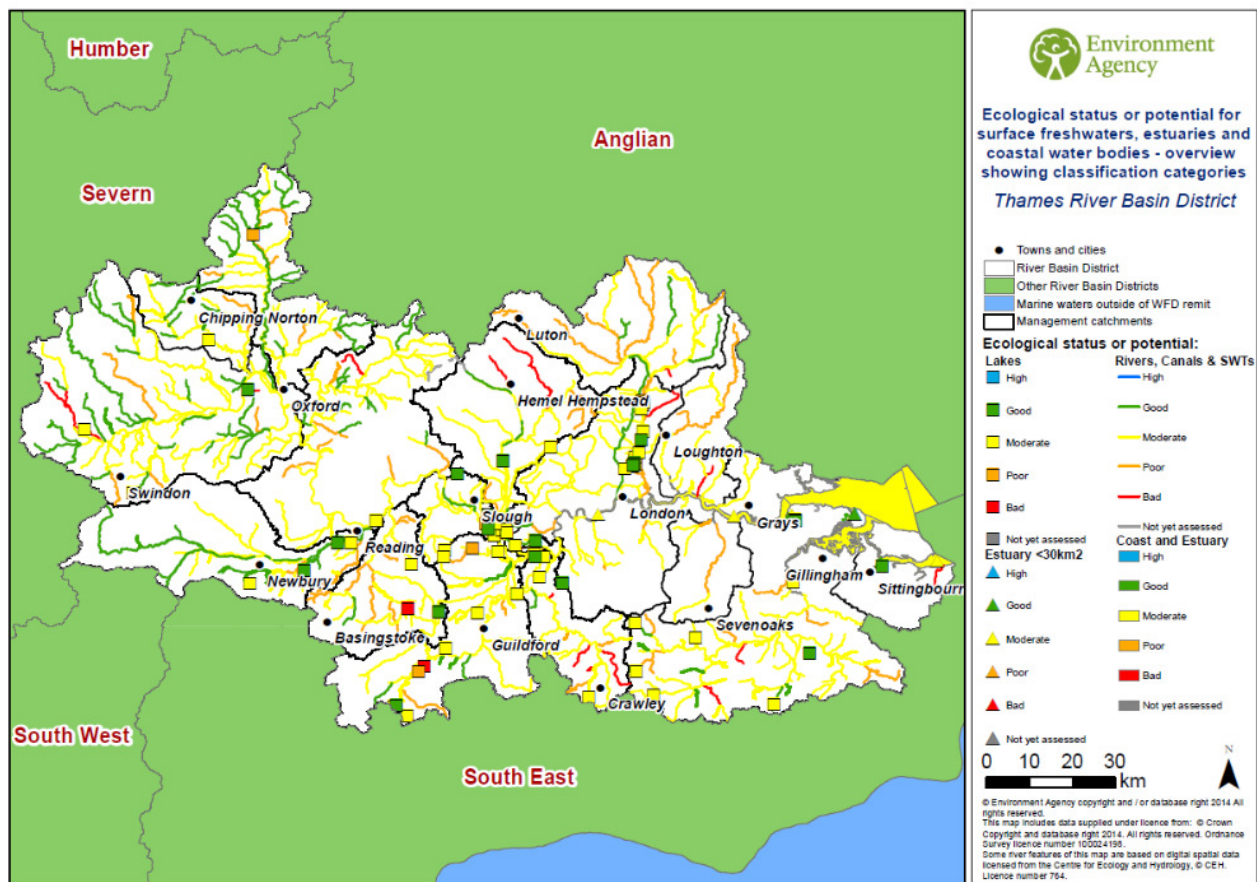 Humber
Severn
Anglian
Chipping Norton
Luton
Oxford
Hemel Hempstead
Loughton
Swindon
Slough
London
Grays
Reading
Newbury
Gillingham
Sittingbourn
Basingstoke
Guildford
Sevenoaks
Crawley
South West
South East
Environment
Agency
Ecological status or potential for
surface freshwaters, estuaries and
coastal water bodies - overview
showing classification categories
Thames River Basin District
Towns and cities
River Basin District
Other River Basin Districts
Marine waters outside of WFD remit
Management catchments
Ecological status or potential:
Lakes
High
Good
Moderate
Poor
Bad
Not yet assessed
Estuary <30km2
High
Good
Moderate
Poor
Bad
Not yet assessed
Rivers, Canals & SWTs
High
Good
Moderate
Poor
Bad
Not yet assessed
Coast and Estuary
High
Good
Moderate
Poor
Bad
Not yet assessed
0 10 20 30
km
N
© Environment Agency copyright and / or database right 2014 All
rights reserved.
This map includes data supplied under licence from: © Crown
Copyright and database right 2014. All rights reserved. Ordnance
Survey licence number 100024198.
Some river features of this map are based on digital spatial data
licensed from the Centre for Ecology and Hydrology, © CEH.
Licence number 764.